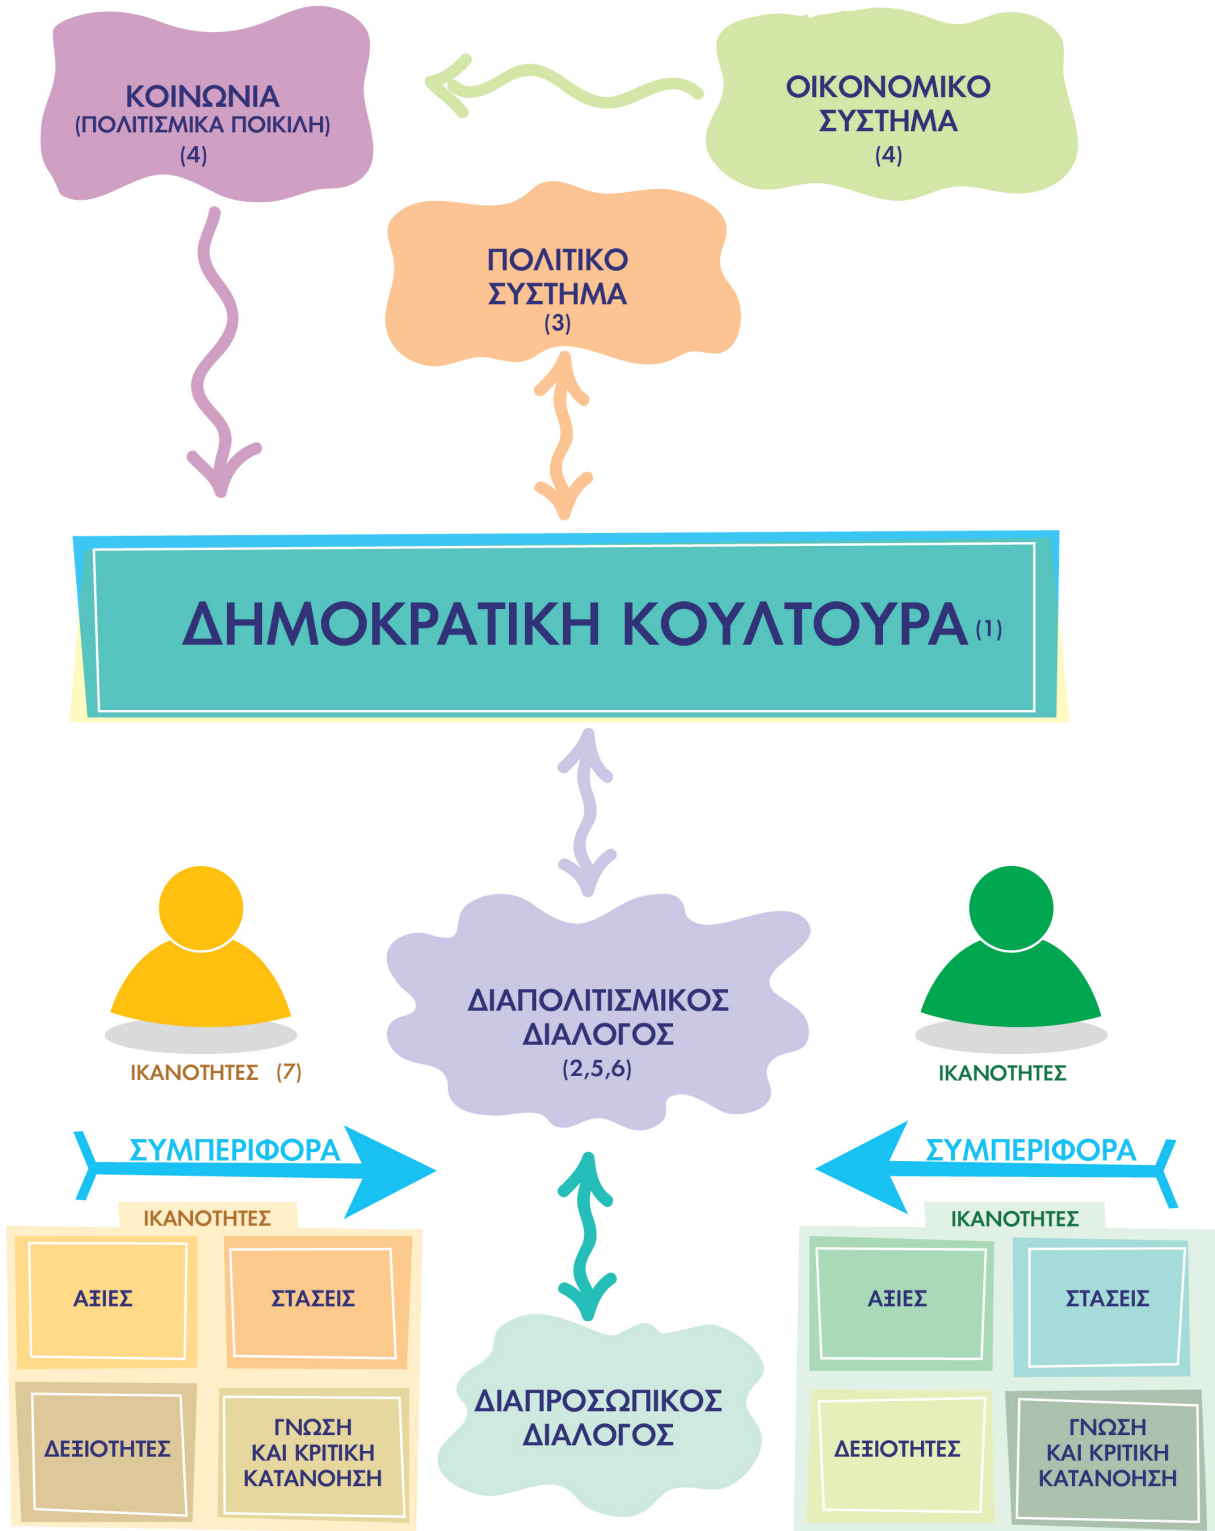 ΚΟΙΝΩΝΙΑ
(ΠΟΛΙΤΙΣΜΙΚΑ ΠΟΙΚΙΛΗ)
(4)
ΟΙΚΟΝΟΜΙΚΟ
ΣΥΣΤΗΜΑ
(4)
ΠΟΛΙΤΙΚΟ
ΣΥΣΤΗΜΑ
(3)
ΔΗΜΟΚΡΑΤΙΚΗ ΚΟΥΛΤΟΥΡΑ (1)
ΔΙΑΠΟΛΙΤΙΣΜΙΚΟΣ
ΔΙΑΛΟΓΟΣ
(2,5,6)
ΙΚΑΝΟΤΗΤΕΣ (7)
ΙΚΑΝΟΤΗΤΕΣ
ΣΥΜΠΕΡΙΦΟΡΑ
ΣΥΜΠΕΡΙΦΟΡΑ
ΙΚΑΝΟΤΗΤΕΣ
ΑΞΙΕΣ
ΣΤΑΣΕΙΣ
ΔΕΞΙΟΤΗΤΕΣ
ΓΝΩΣΗ
ΚΑΙ ΚΡΙΤΙΚΗ
ΚΑΤΑΝΟΗΣΗ
ΔΙΑΠΡΟΣΩΠΙΚΟΣ
ΔΙΑΛΟΓΟΣ
ΙΚΑΝΟΤΗΤΕΣ
ΑΞΙΕΣ
ΣΤΑΣΕΙΣ
ΔΕΞΙΟΤΗΤΕΣ
ΓΝΩΣΗ
ΚΑΙ ΚΡΙΤΙΚΗ
ΚΑΤΑΝΟΗΣΗ